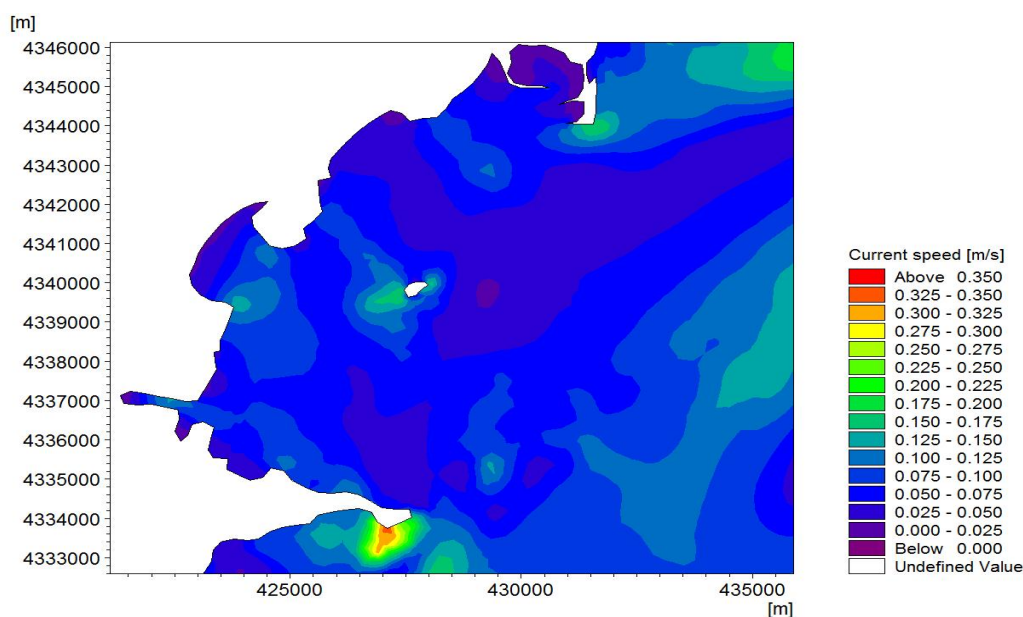 [m]
4346000
4345000
4344000
4343000
4342000
4341000
4340000
4339000
4338000
4337000
4336000
4335000
4334000
4333000
425000 430000 435000
[m]
Current speed [m/s]
Above 0.350
0.325 - 0.350
0.300 - 0.325
0.275 - 0.300
0.250 - 0.275
0.225 - 0.250
0.200 - 0.225
0.175 - 0.200
0.150 - 0.175
0.125 - 0.150
0.100 - 0.125
0.075 - 0.100
0.050 - 0.075
0.025 - 0.050
0.000 - 0.025
Below 0.000
Undefined Value